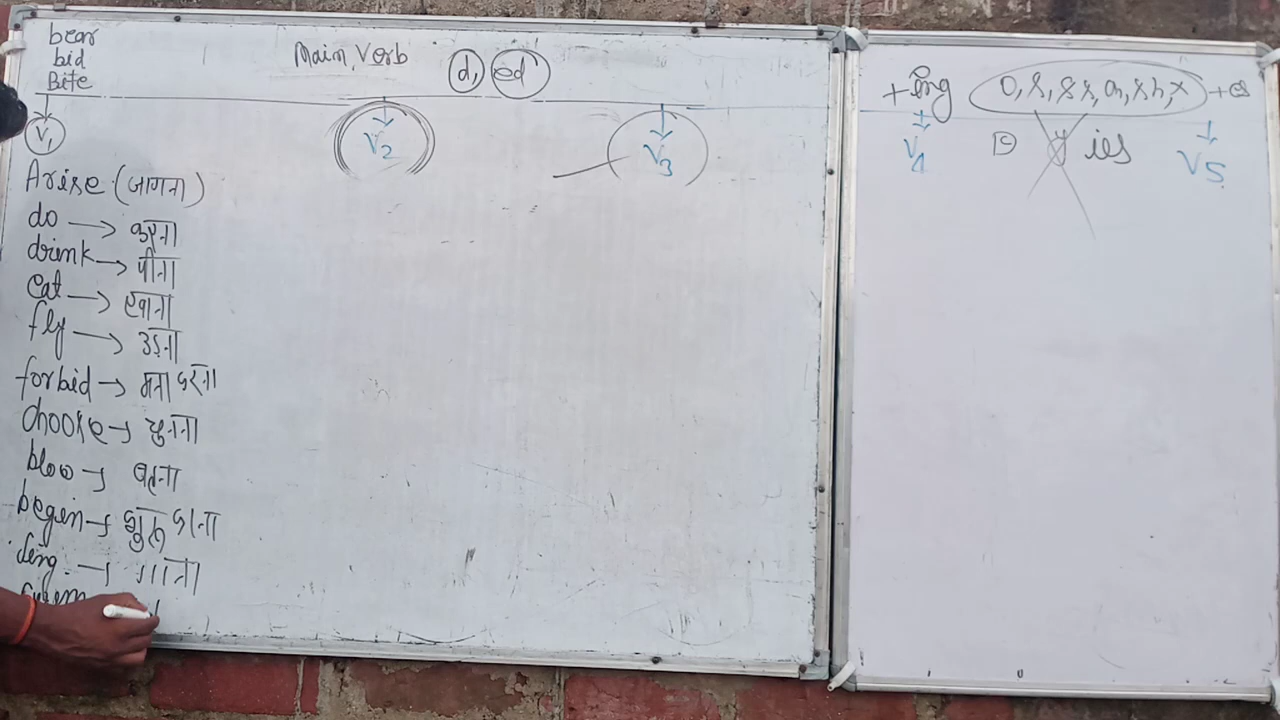 bear
bid
Bite
Main Verb d, ed
+ ing o, s, ss, ch, sh, x + es
V1 V2 V3 V4 y ies V5
Arise (जागना)
do → करना
drink → पीना
eat → खाना
fly → उड़ना
forbid → मना करना
choose → चुनना
blow → बहना
begin → शुरू करना
sing → गाना